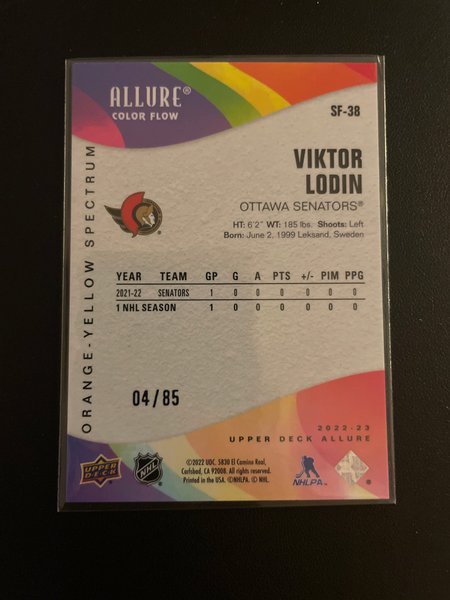 ALLURE®
COLOR FLOW
SF-38
VIKTOR
LODIN
OTTAWA SENATORS®
HT: 6'2" WT: 185 lbs. Shoots: Left
Born: June 2, 1999 Leksand, Sweden
ORANGE-YELLOW SPECTRUM
YEAR TEAM GP G A PTS +/- PIM PPG
2021-22 SENATORS 1 0 0 0 0 0 0
1 NHL SEASON 1 0 0 0 0 0 0
04/85
2022-23
UPPER DECK ALLURE
UPPER DECK
NHL
©2022 UDC. 5830 El Camino Real,
Carlsbad, CA 92008. All rights reserved.
Printed in the USA. ©NHLPA. © NHL.
NHLPA